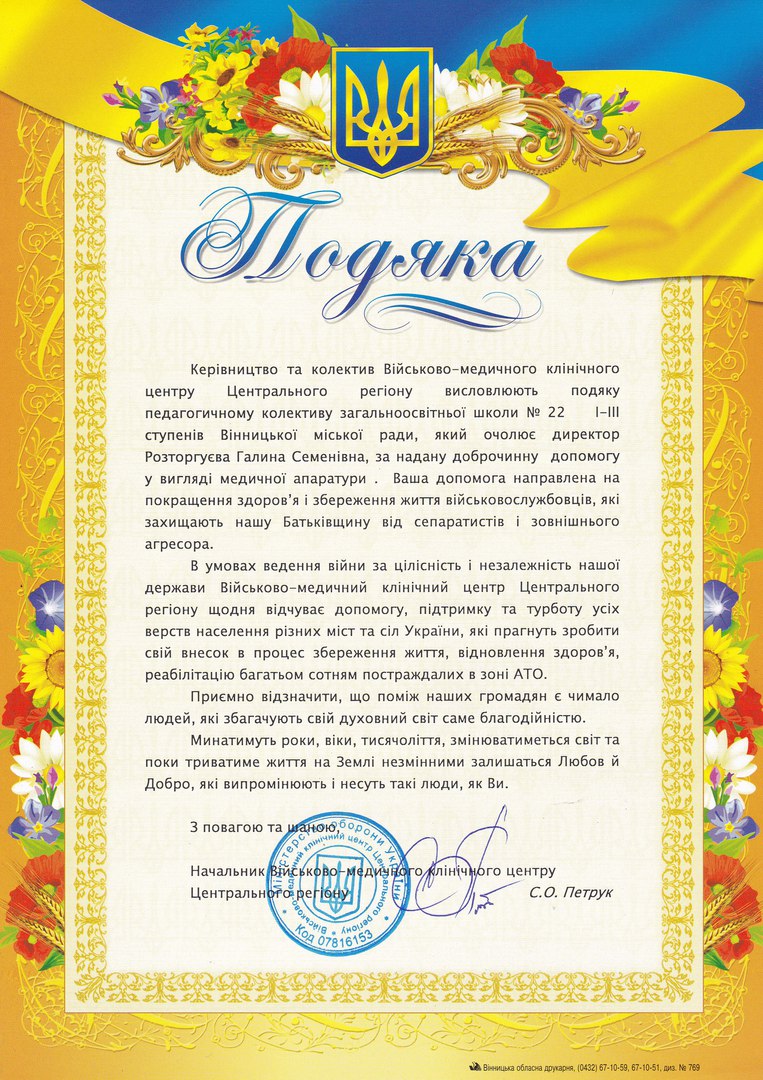 Подяка
Керівництво та колектив Військово-медичного клінічного
центру Центрального регіону висловлюють подяку
педагогичному колективу загальноосвітньої школи № 22 І-ІІІ
ступенів Вінницької міської ради, який очолює директор
Розторгуєва Галина Семенівна, за надану доброчинну допомогу
у вигляді медичної апаратури . Ваша допомога направлена на
покращення здоров’я і збереження життя військовослужбовців, які
захищають нашу Батьківщину від сепаратистів і зовнішнього
агресора.
В умовах ведення війни за цілісність і незалежність нашої
держави Військово-медичний клінічний центр Центрального
регіону щодня відчуває допомогу, підтримку та турботу усіх
верств населення різних міст та сіл України, які прагнуть зробити
свій внесок в процес збереження життя, відновлення здоров’я,
реабілітацію багатьом сотням постраждалих в зоні АТО.
Приємно відзначити, що поміж наших громадян є чимало
людей, які збагачують свій духовний світ саме благодійністю.
Минатимуть роки, віки, тисячоліття, змінюватиметься світ та
поки триватиме життя на Землі незмінними залишаться Любов й
Добро, які випромінюють і несуть такі люди, як Ви.
З повагою та шаною,
Начальник Військово-медичного клінічного центру
Центрального регіону С.О. Петрук
Міністерство оборони України
Військово-медичний клінічний центр Центрального регіону
Код 07816153
Вінницька обласна друкарня, (0432) 67-10-59, 67-10-51, диз. № 769